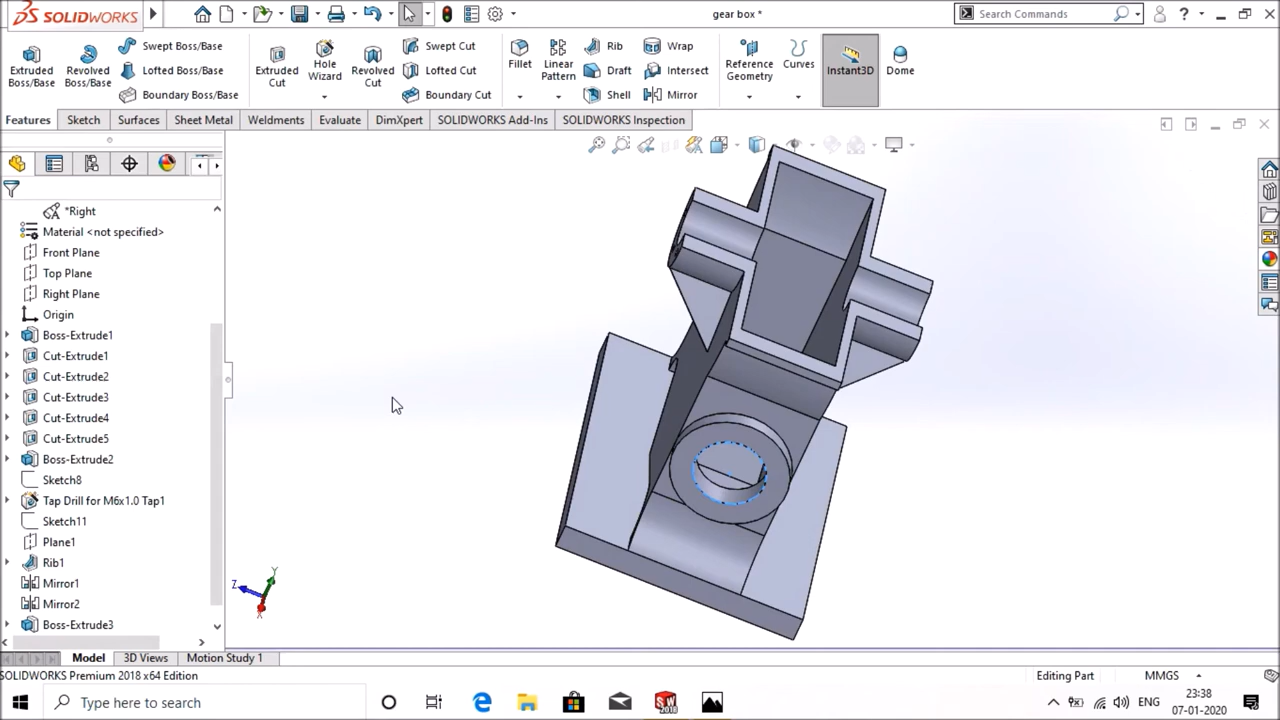 SOLIDWORKS
gear box *
Search Commands
Extruded Boss/Base
Revolved Boss/Base
Swept Boss/Base
Lofted Boss/Base
Boundary Boss/Base
Extruded Cut
Hole Wizard
Revolved Cut
Swept Cut
Lofted Cut
Boundary Cut
Fillet
Linear Pattern
Rib
Draft
Shell
Wrap
Intersect
Mirror
Reference Geometry
Curves
Instant3D
Dome
Features
Sketch
Surfaces
Sheet Metal
Weldments
Evaluate
DimXpert
SOLIDWORKS Add-Ins
SOLIDWORKS Inspection
*Right
Material <not specified>
Front Plane
Top Plane
Right Plane
Origin
Boss-Extrude1
Cut-Extrude1
Cut-Extrude2
Cut-Extrude3
Cut-Extrude4
Cut-Extrude5
Boss-Extrude2
Sketch8
Tap Drill for M6x1.0 Tap1
Sketch11
Plane1
Rib1
Mirror1
Mirror2
Boss-Extrude3
Y
Z
X
Model
3D Views
Motion Study 1
SOLIDWORKS Premium 2018 x64 Edition
Editing Part
MMGS
Type here to search
SW
2018
ENG
23:38
07-01-2020